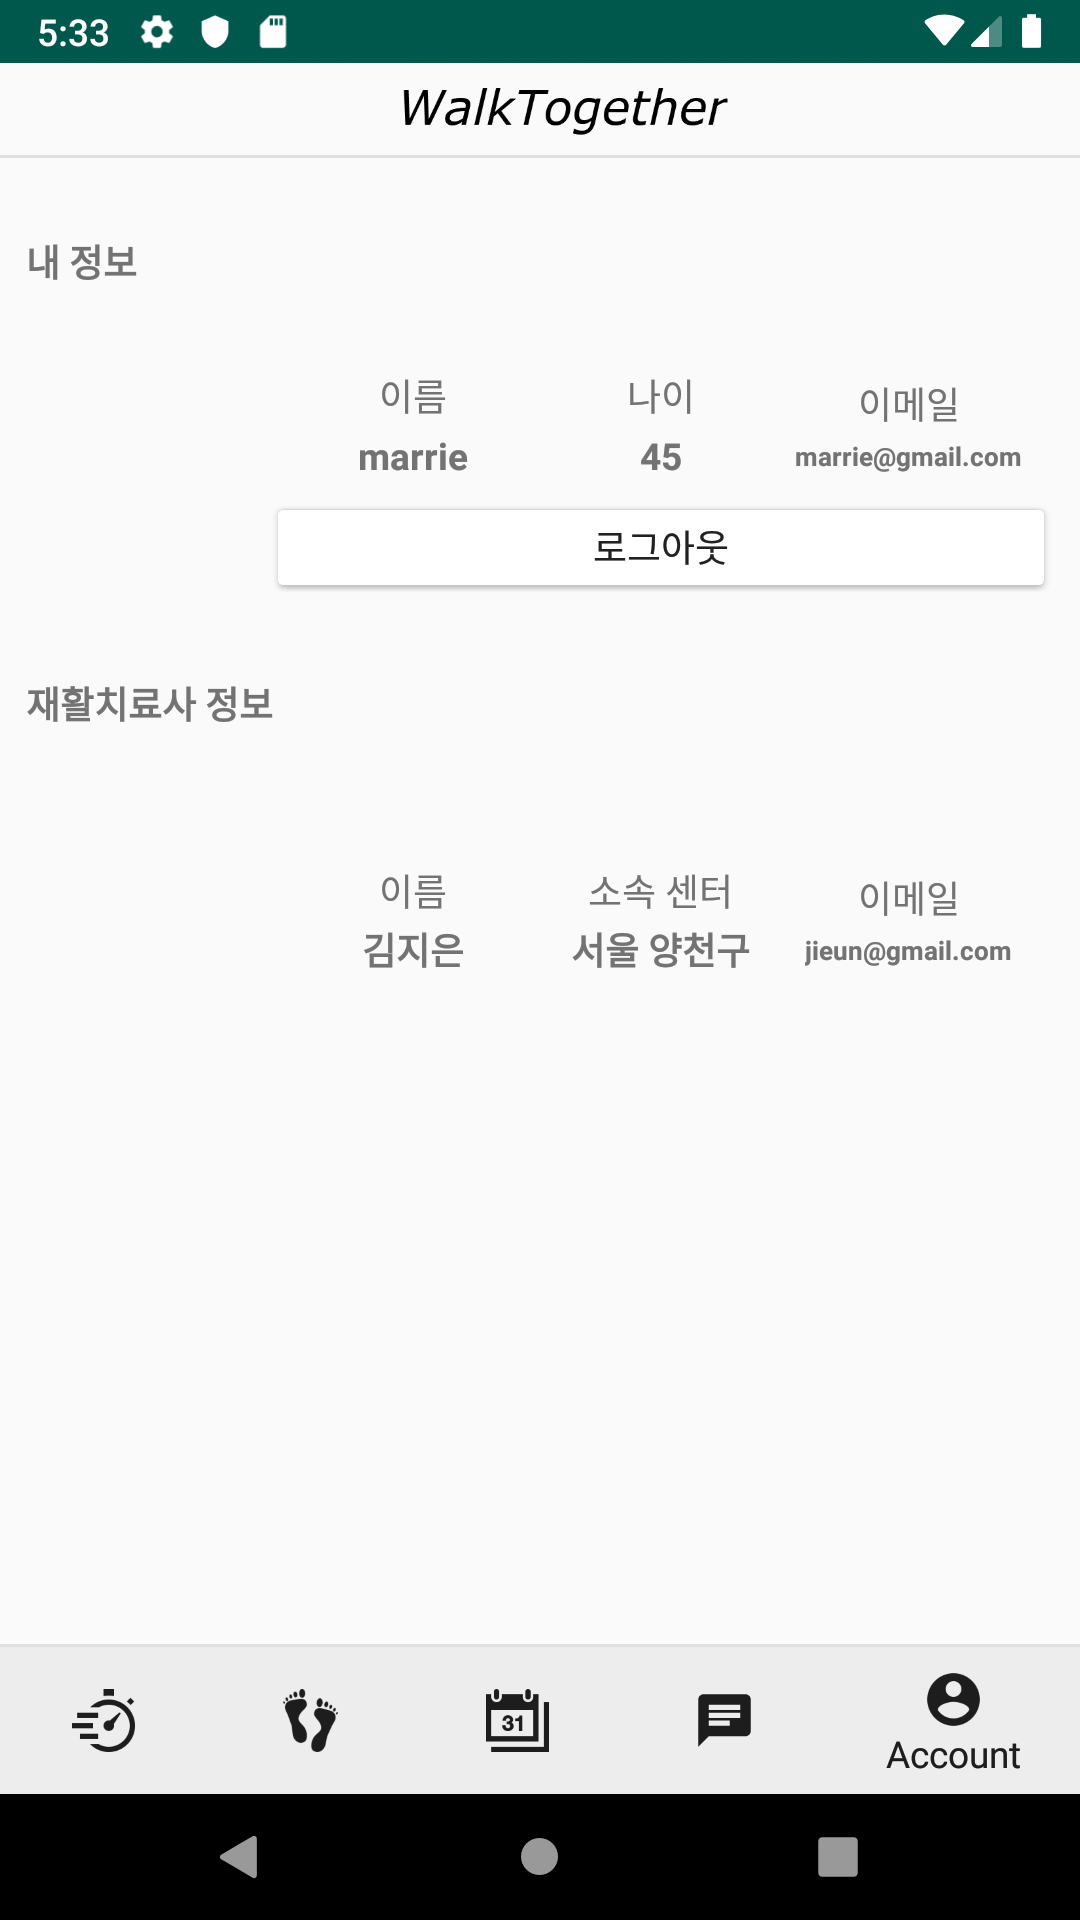 5:33
WalkTogether
내 정보
이름 나이 이메일
marrie 45 marrie@gmail.com
로그아웃
재활치료사 정보
이름 소속 센터 이메일
김지은 서울 양천구 jieun@gmail.com
31
Account